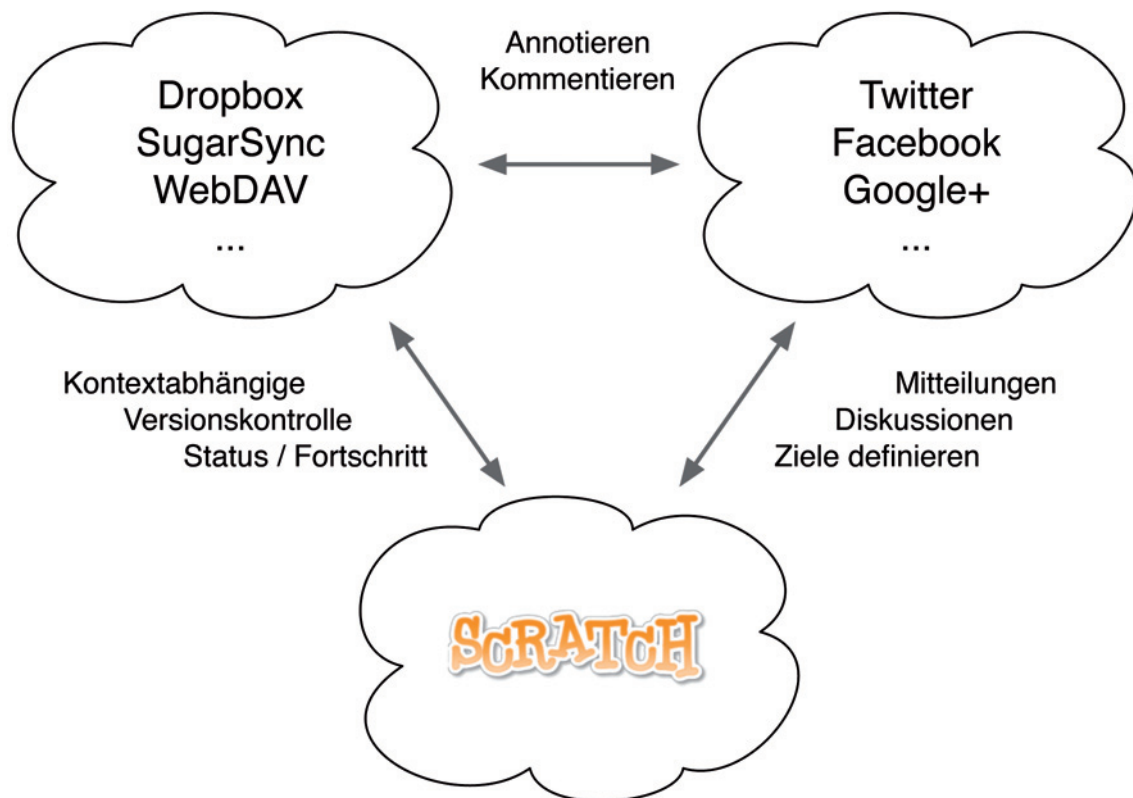 Annotieren
Kommentieren
Dropbox
SugarSync
WebDAV
...
Twitter
Facebook
Google+
...
Kontextabhängige
Versionskontrolle
Status / Fortschritt
Mitteilungen
Diskussionen
Ziele definieren
SCRATCH